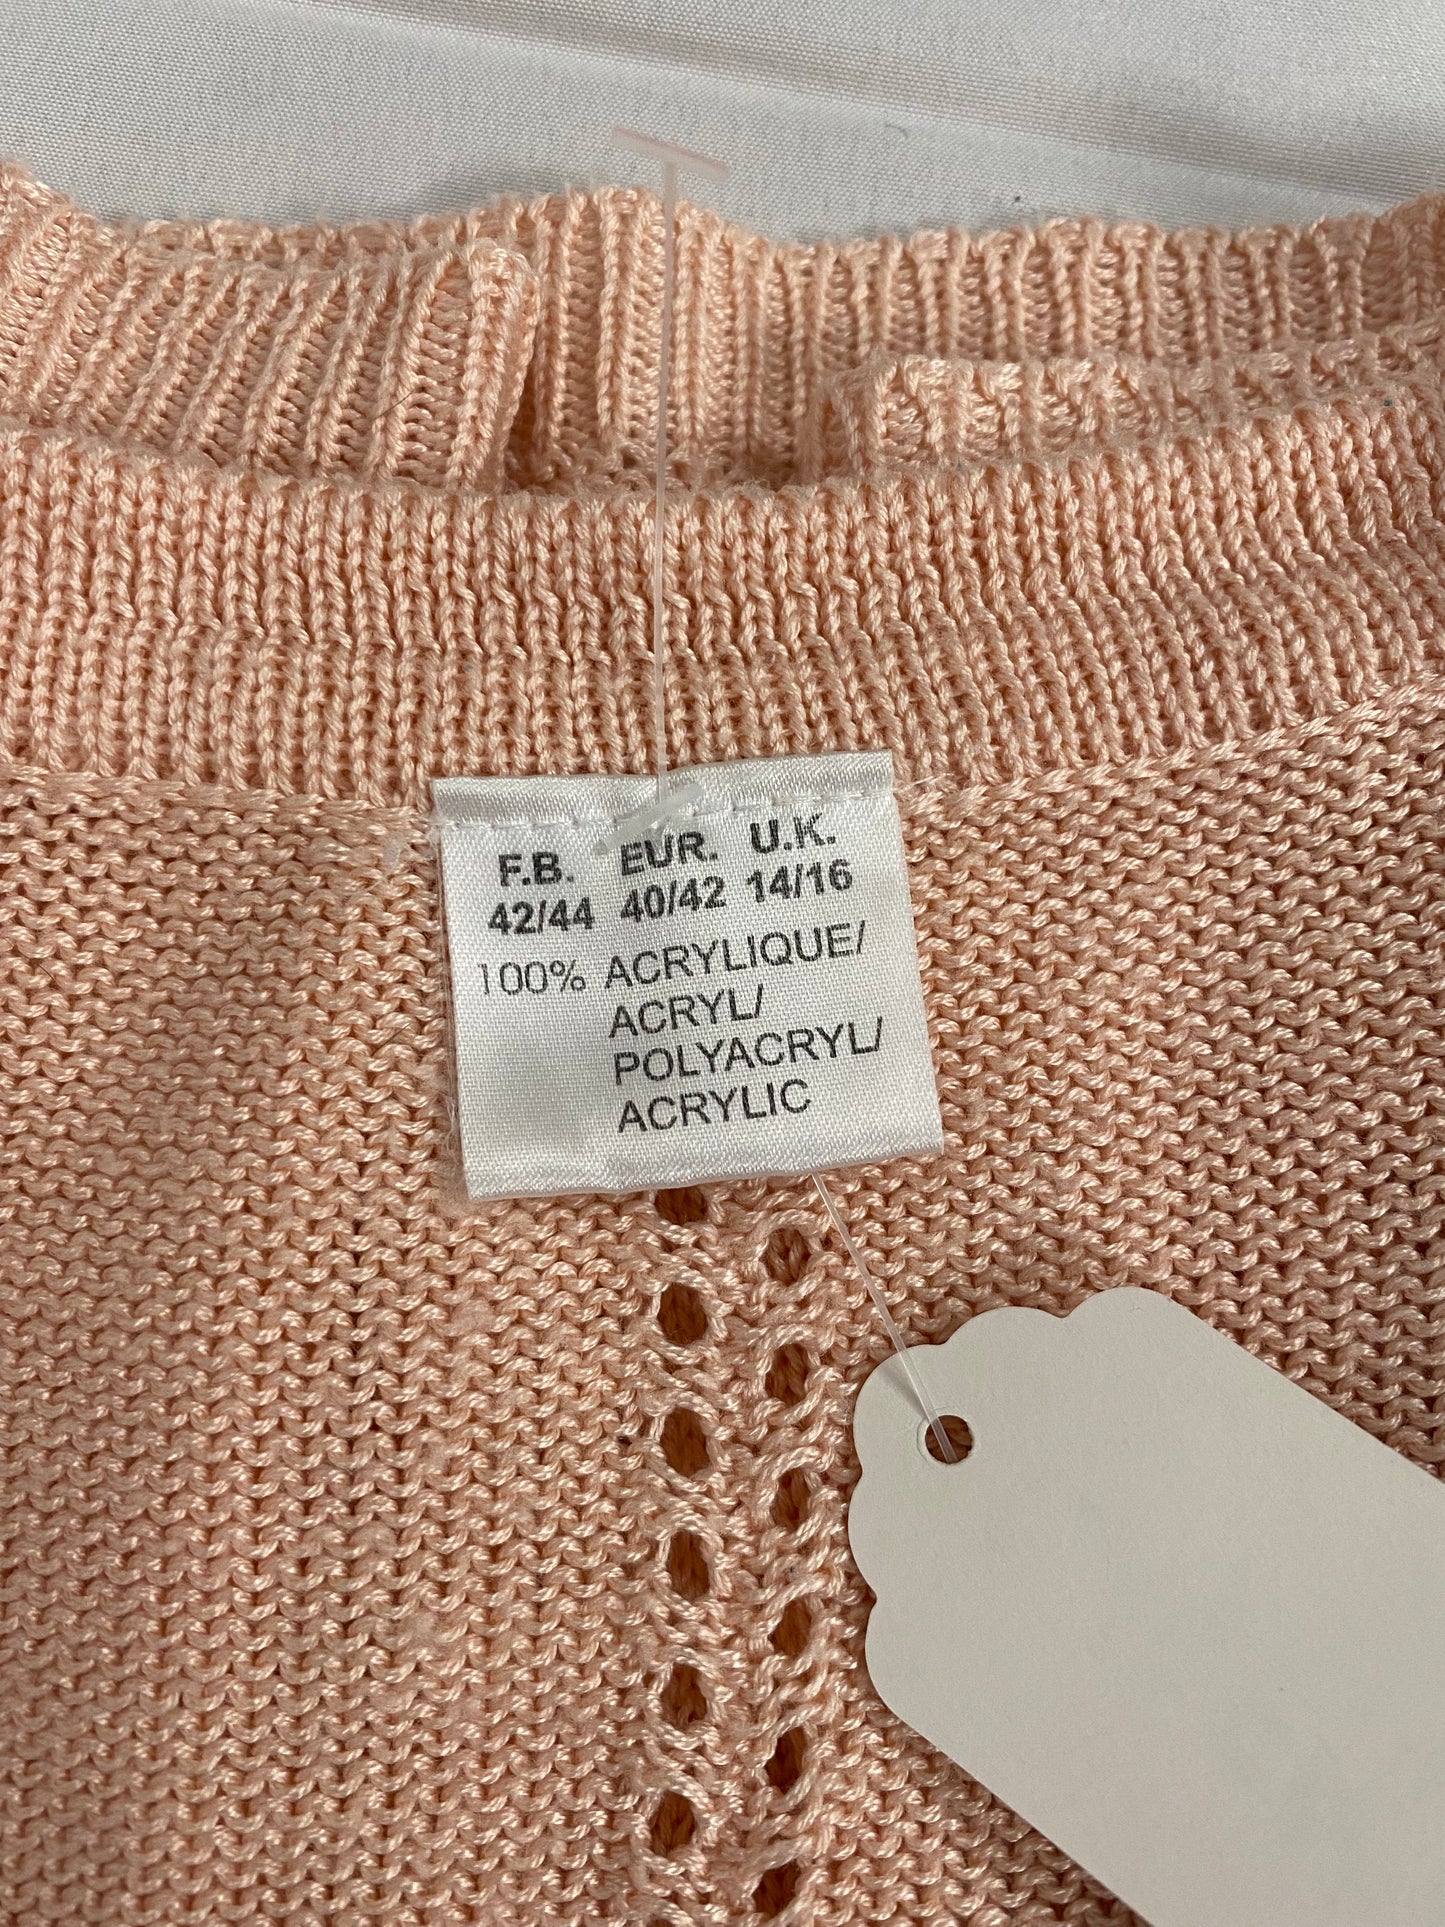 F.B. EUR. U.K.
42/44 40/42 14/16
100% ACRYLIQUE/
ACRYL/
POLYACRYL/
ACRYLIC